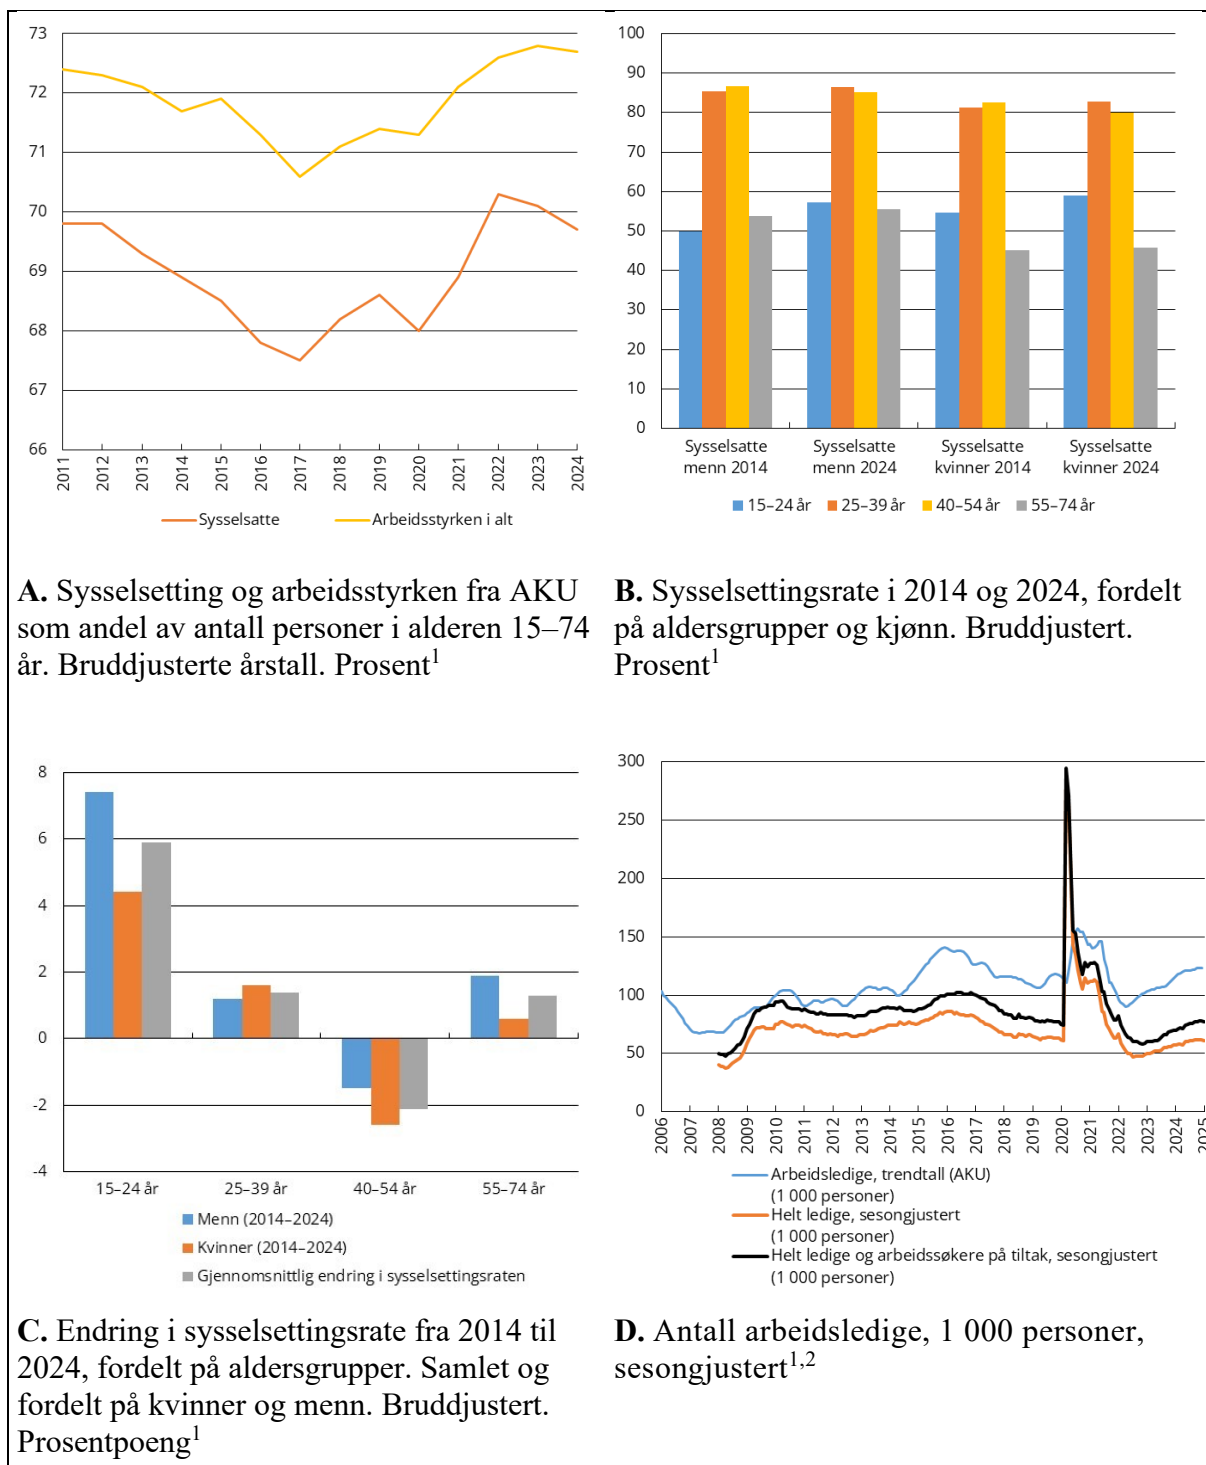 73
72
71
70
69
68
67
66
2011
2012
2013
2014
2015
2016
2017
2018
2019
2020
2021
2022
2023
2024
Sysselsatte
Arbeidsstyrken i alt
A. Sysselsetting og arbeidsstyrken fra AKU
som andel av antall personer i alderen 15–74
år. Bruddjusterte årstall. Prosent1
100
90
80
70
60
50
40
30
20
10
0
Sysselsatte
menn 2014
Sysselsatte
menn 2024
Sysselsatte
kvinner 2014
Sysselsatte
kvinner 2024
15–24 år
25–39 år
40–54 år
55–74 år
B. Sysselsettingsrate i 2014 og 2024, fordelt
på aldersgrupper og kjønn. Bruddjustert.
Prosent1
8
6
4
2
0
-2
-4
15–24 år
25–39 år
40–54 år
55–74 år
Menn (2014–2024)
Kvinner (2014–2024)
Gjennomsnittlig endring i sysselsettingsraten
C. Endring i sysselsettingsrate fra 2014 til
2024, fordelt på aldersgrupper. Samlet og
fordelt på kvinner og menn. Bruddjustert.
Prosentpoeng1
300
250
200
150
100
50
0
2006
2007
2008
2009
2010
2011
2012
2013
2014
2015
2016
2017
2018
2019
2020
2021
2022
2023
2024
2025
Arbeidsledige, trendtall (AKU)
(1 000 personer)
Helt ledige, sesongjustert
(1 000 personer)
Helt ledige og arbeidssøkere på tiltak, sesongjustert
(1 000 personer)
D. Antall arbeidsledige, 1 000 personer,
sesongjustert1,2